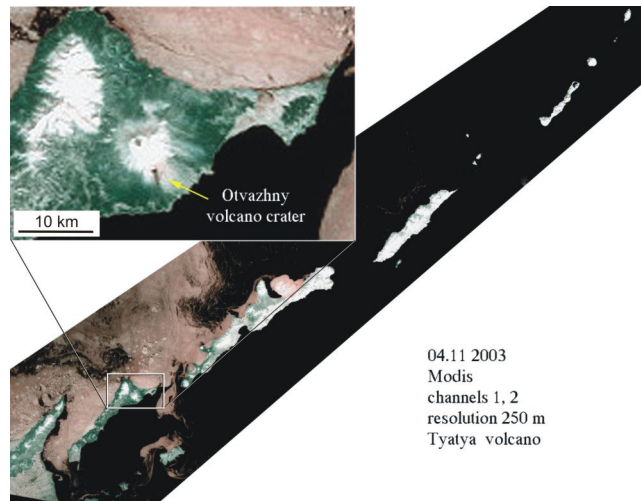 Otvazhny
volcano crater
10 km
04.11 2003
Modis
channels 1, 2
resolution 250 m
Tyatya volcano